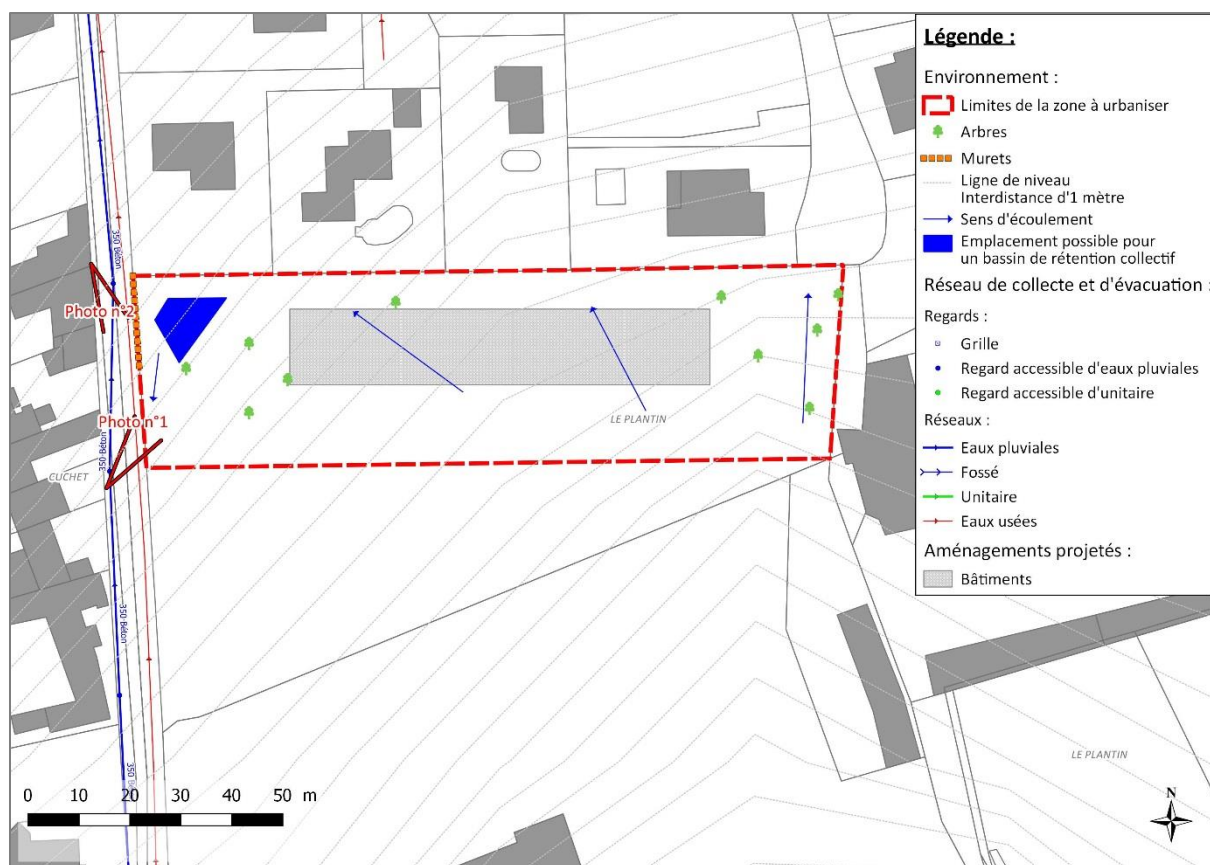 350 Béton
Photo n°2
Photo n°1
350 Béton
CUCHET
LE PLANTIN
350 Béton
LE PLANTIN
0 10 20 30 40 50 m
N
Légende :
Environnement :
Limites de la zone à urbaniser
Arbres
Murets
Ligne de niveau
Interdistance d'1 mètre
Sens d'écoulement
Emplacement possible pour
un bassin de rétention collectif
Réseau de collecte et d'évacuation :
Regards :
Grille
Regard accessible d'eaux pluviales
Regard accessible d'unitaire
Réseaux :
Eaux pluviales
Fossé
Unitaire
Eaux usées
Aménagements projetés :
Bâtiments